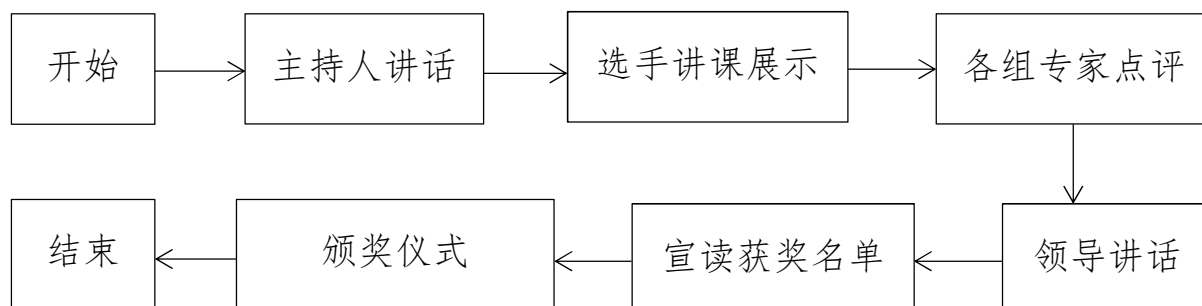 开始
主持人讲话
选手讲课展示
各组专家点评
领导讲话
宣读获奖名单
颁奖仪式
结束